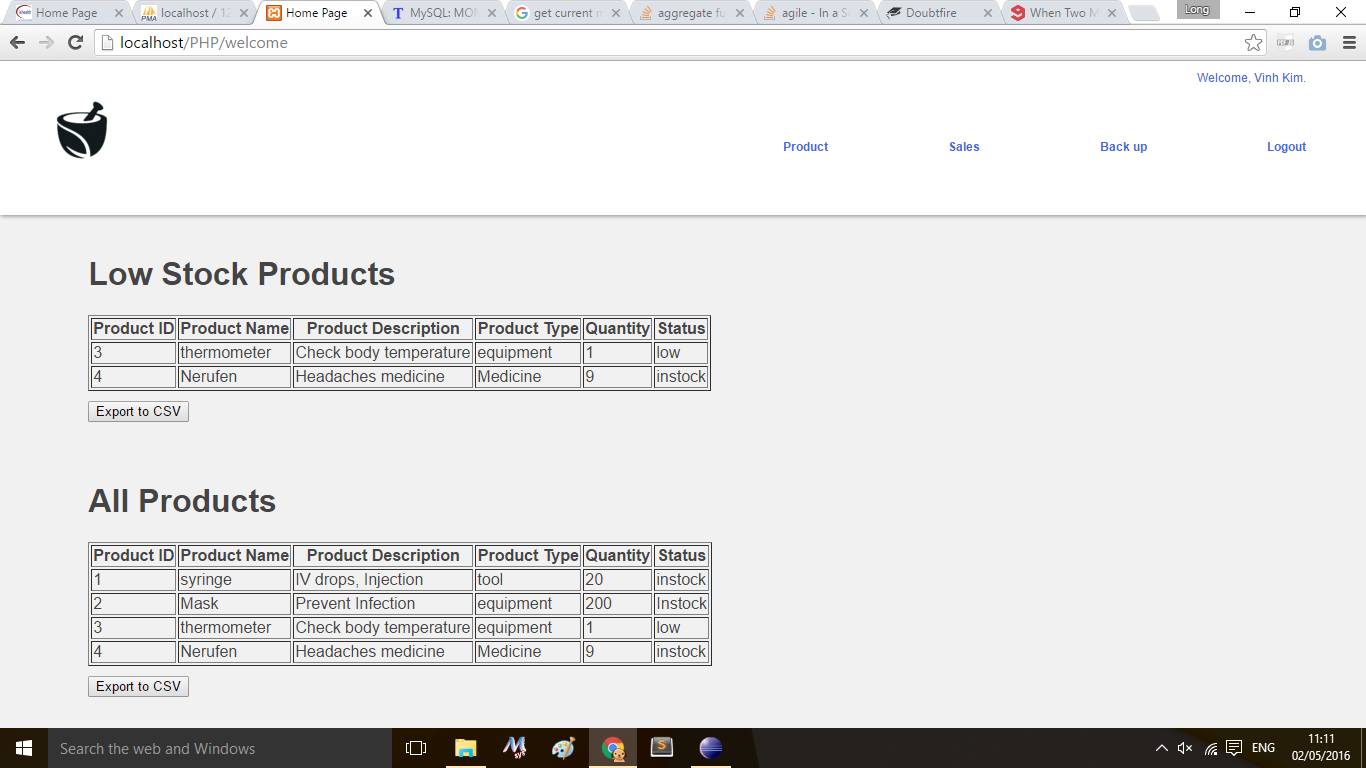 Home Page
localhost / 12
Home Page
MySQL: MON
get current m
aggregate fu
agile - In a S
Doubtfire
When Two M
Long
localhost/PHP/welcome
Welcome, Vinh Kim.
Product Sales Back up Logout
Low Stock Products
Product ID Product Name Product Description Product Type Quantity Status
3 thermometer Check body temperature equipment 1 low
4 Nerufen Headaches medicine Medicine 9 instock
Export to CSV
All Products
Product ID Product Name Product Description Product Type Quantity Status
1 syringe IV drops, Injection tool 20 instock
2 Mask Prevent Infection equipment 200 Instock
3 thermometer Check body temperature equipment 1 low
4 Nerufen Headaches medicine Medicine 9 instock
Export to CSV
Search the web and Windows
ENG
11:11
02/05/2016